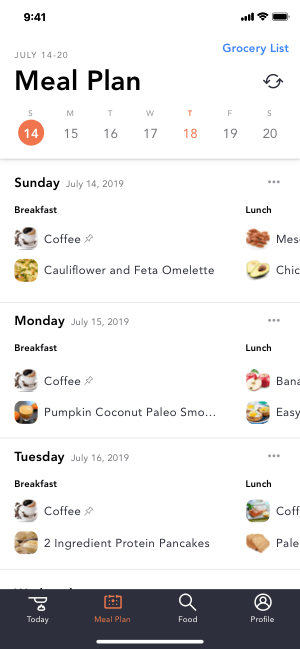 9:41
Grocery List
JULY 14-20
Meal Plan
S M T W T F S
14 15 16 17 18 19 20
Sunday July 14, 2019
Breakfast Lunch
Coffee Mes
Cauliflower and Feta Omelette Chic
Monday July 15, 2019
Breakfast Lunch
Coffee Bana
Pumpkin Coconut Paleo Smo... Easy
Tuesday July 16, 2019
Breakfast Lunch
Coffee Coff
2 Ingredient Protein Pancakes Pale
Today Meal Plan Food Profile